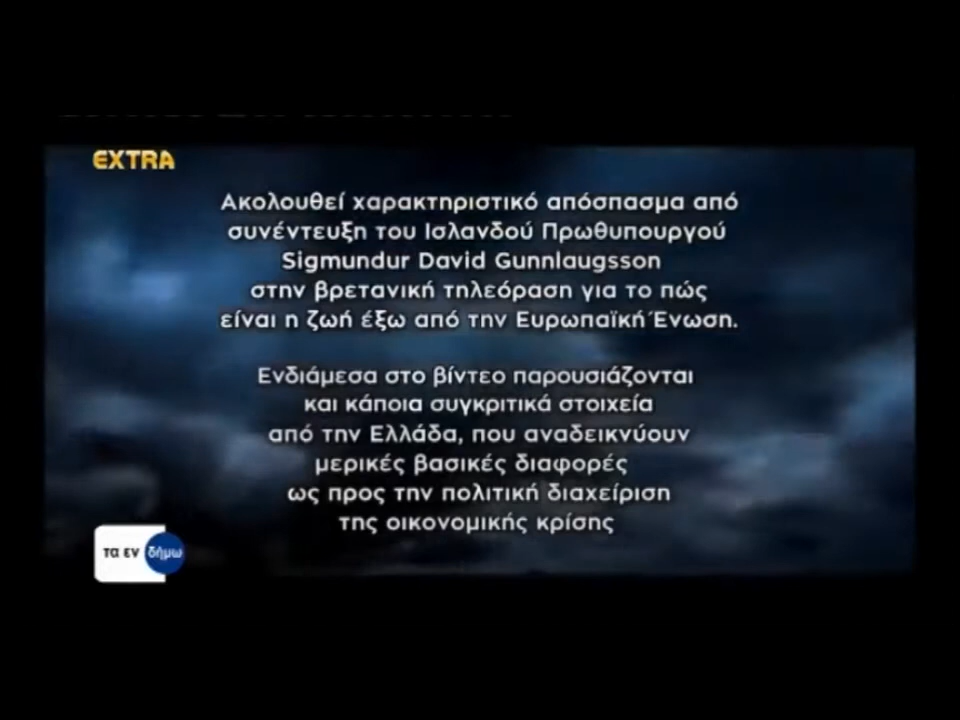 EXTRA
Ακολουθεί χαρακτηριστικό απόσπασμα από
συνέντευξη του Ισλανδού Πρωθυπουργού
Sigmundur David Gunnlaugsson
στην βρετανική τηλεόραση για το πώς
είναι η ζωή έξω από την Ευρωπαϊκή Ένωση.
Ενδιάμεσα στο βίντεο παρουσιάζονται
και κάποια συγκριτικά στοιχεία
από την Ελλάδα, που αναδεικνύουν
μερικές βασικές διαφορές
ως προς την πολιτική διαχείριση
της οικονομικής κρίσης
τα εν δήμω